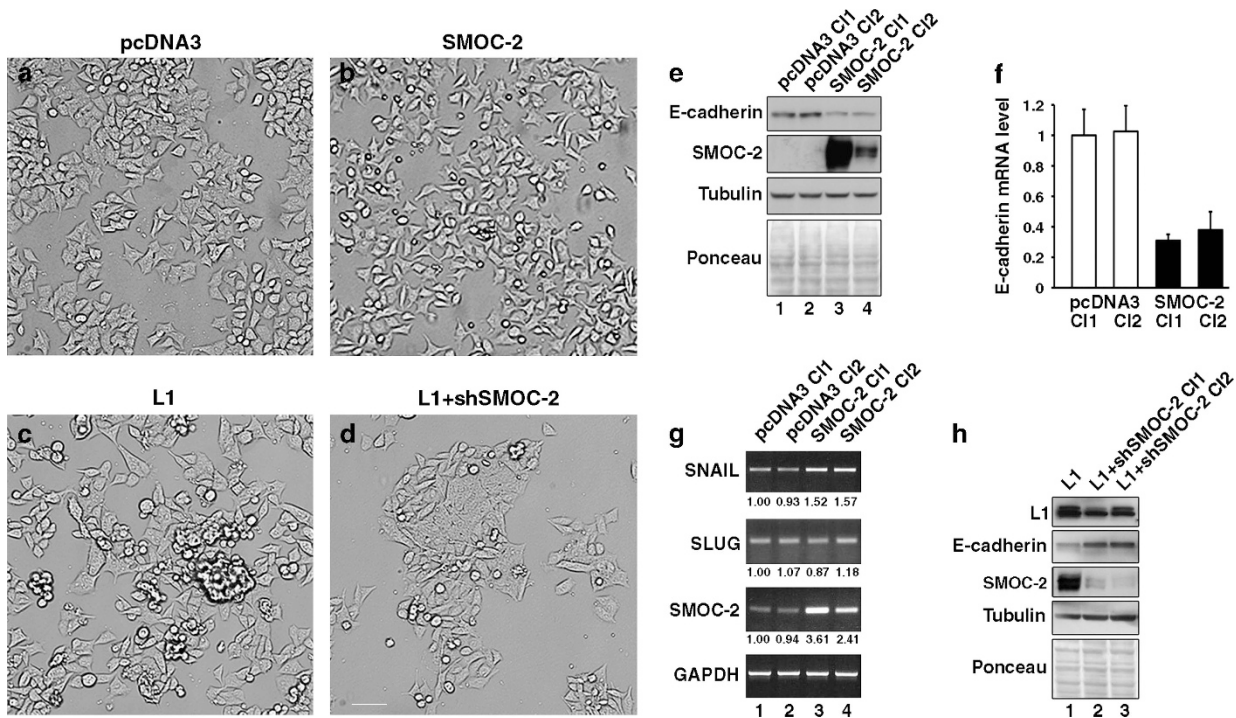 pcDNA3
SMOC-2
a
b
L1
L1+shSMOC-2
c
d
e
pcDNA3 Cl1
pcDNA3 Cl2
SMOC-2 Cl1
SMOC-2 Cl2
E-cadherin
SMOC-2
Tubulin
Ponceau
1 2 3 4
f
E-cadherin mRNA level
1.2
1
0.8
0.6
0.4
0.2
0
pcDNA3 SMOC-2
Cl1 Cl2 Cl1 Cl2
g
pcDNA3 Cl1
pcDNA3 Cl2
SMOC-2 Cl1
SMOC-2 Cl2
SNAIL
1.00 0.93 1.52 1.57
SLUG
1.00 1.07 0.87 1.18
SMOC-2
1.00 0.94 3.61 2.41
GAPDH
1 2 3 4
h
L1
L1+shSMOC-2 Cl1
L1+shSMOC-2 Cl2
L1
E-cadherin
SMOC-2
Tubulin
Ponceau
1 2 3